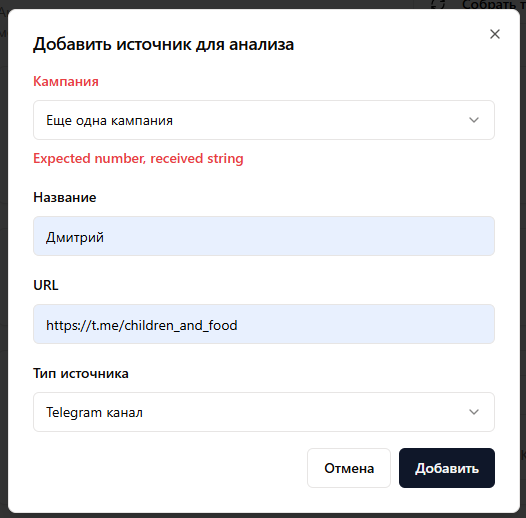 Собрать т
Добавить источник для анализа
Кампания
Еще одна кампания
Expected number, received string
Название
Дмитрий
URL
https://t.me/children_and_food
Тип источника
Telegram канал
Отмена
Добавить